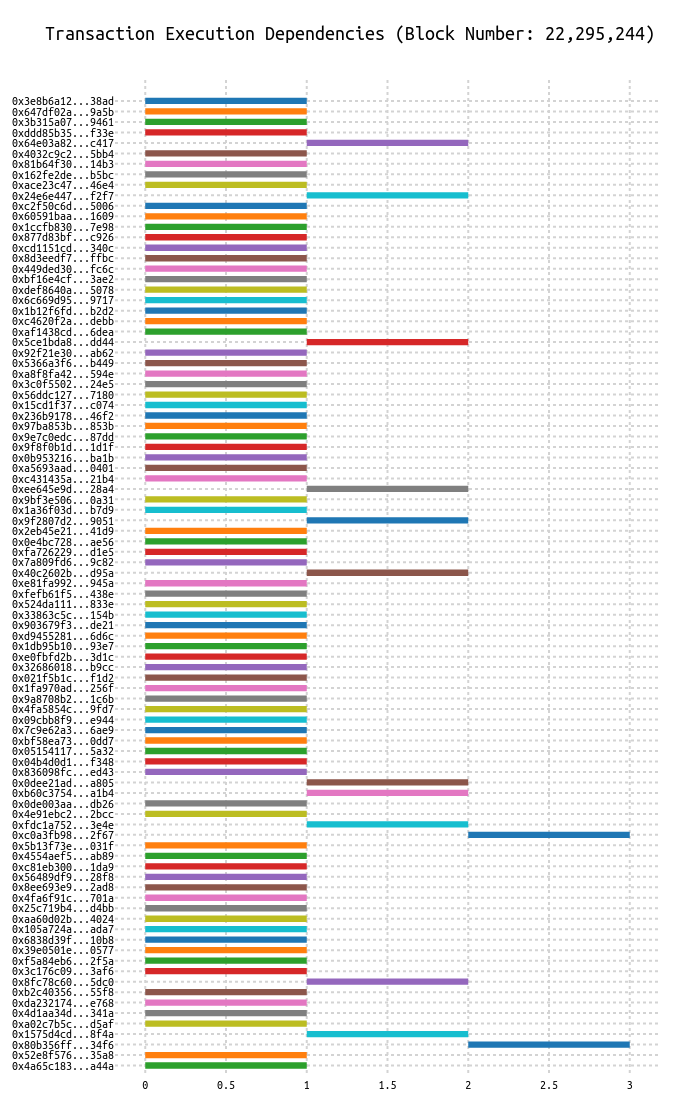 Transaction Execution Dependencies (Block Number: 22,295,244)
0x3e8b6a12...38ad
0x647df02a...9a5b
0x3b315a07...9461
0xddd85b35...f33e
0x64e03a82...c417
0x4032c9c2...5bb4
0x81b64f30...14b3
0x162fe2de...b5bc
0xace23c47...46e4
0x24e6e447...f2f7
0xc2f50c6d...5006
0x60591baa...1609
0x1ccfb830...7e98
0x877d83bf...c926
0xcd1151cd...340c
0x8d3eedf7...ffbc
0x449ded30...fc6c
0xbf16e4cf...3ae2
0xdef8640a...5078
0x6c669d95...9717
0x1b12f6fd...b2d2
0xc4620f2a...debb
0xaf1438cd...6dea
0x5ce1bda8...dd44
0x92f21e30...ab62
0x5366a3f6...b449
0xa8f8fa42...594e
0x3c0f5502...24e5
0x56ddc127...7180
0x15cd1f37...c074
0x236b9178...46f2
0x97ba853b...853b
0x9e7c0edc...87dd
0x9f8f0b1d...1d1f
0x0b953216...ba1b
0xa5693aad...0401
0xc431435a...21b4
0xee645e9d...28a4
0x9bf3e506...0a31
0x1a36f03d...b7d9
0x9f2807d2...9051
0x2eb45e21...41d9
0x0e4bc728...ae56
0xfa726229...d1e5
0x7a809fd6...9c82
0x40c2602b...d95a
0xe81fa992...945a
0xfefb61f5...438e
0x524da111...833e
0x33863c5c...154b
0x903679f3...de21
0xd9455281...6d6c
0x1db95b10...93e7
0xe0fbfd2b...3d1c
0x32686018...b9cc
0x021f5b1c...f1d2
0x1fa970ad...256f
0x9a8708b2...1c6b
0x4fa5854c...9fd7
0x09cbb8f9...e944
0x7c9e62a3...6ae9
0xbf58ea73...0dd7
0x05154117...5a32
0x04b4d0d1...f348
0x836098fc...ed43
0x0dee21ad...a805
0xb60c3754...a1b4
0x0de003aa...db26
0x4e91ebc2...2bcc
0xfdc1a752...3e4e
0xc0a3fb98...2f67
0x5b13f73e...031f
0x4554aef5...ab89
0xc81eb300...1da9
0x56489df9...28f8
0x8ee693e9...2ad8
0x4fa6f91c...701a
0x25c719b4...d4bb
0xaa60d02b...4024
0x105a724a...ada7
0x6838d39f...10b8
0x39e0501e...0577
0xf5a84eb6...2f5a
0x3c176c09...3af6
0x8fc78c60...5dc0
0xb2c40356...55f8
0xda232174...e768
0x4d1aa34d...341a
0xa02c7b5c...d5af
0x1575d4cd...8f4a
0x80b356ff...34f6
0x52e8f576...35a8
0x4a65c183...a44a
0 0.5 1 1.5 2 2.5 3